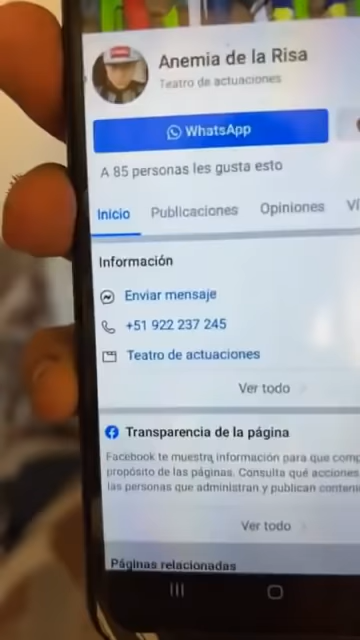 Anemia de la Risa
Teatro de actuaciones
WhatsApp
A 85 personas les gusta esto
Inicio Publicaciones Opiniones
Información
Enviar mensaje
+51 922 237 245
Teatro de actuaciones
Ver todo
Transparencia de la página
Facebook te muestra información para que comp
propósito de las páginas. Consulta qué acciones
las personas que administran y publican conteni
Ver todo
Páginas relacionadas